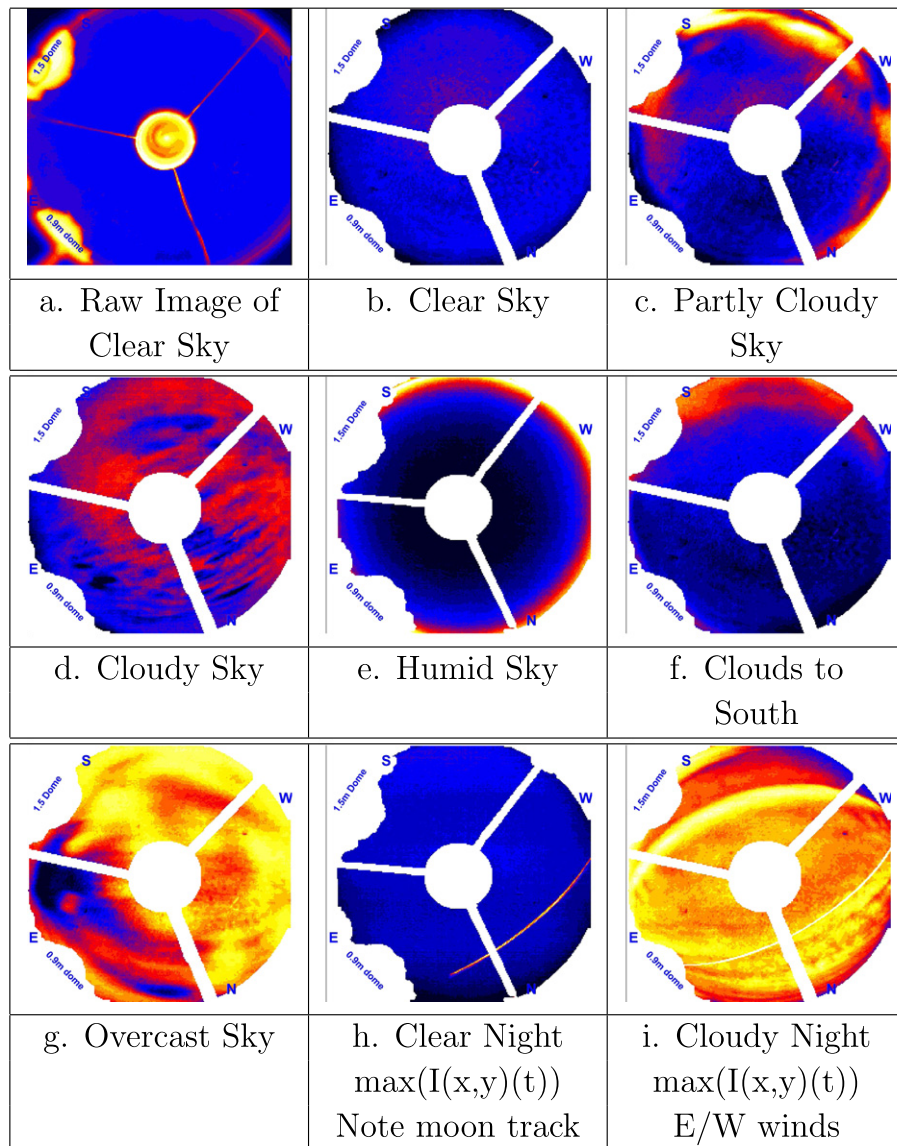 S
1.5 Dome
E
0.9m dome
S
1.5 Dome
W
E
0.9m dome
N
S
1.5 Dome
W
E
0.9m dome
N
a. Raw Image of
Clear Sky
b. Clear Sky
c. Partly Cloudy
Sky
S
1.5 Dome
W
E
0.9m dome
N
S
1.5m Dome
W
E
0.9m dome
N
S
1.5 Dome
W
E
0.9m dome
N
d. Cloudy Sky
e. Humid Sky
f. Clouds to
South
S
1.5 Dome
W
E
0.9m dome
N
S
1.5m Dome
W
E
0.9m dome
N
S
1.5m Dome
W
E
0.9m dome
N
g. Overcast Sky
h. Clear Night
max(I(x,y)(t))
Note moon track
i. Cloudy Night
max(I(x,y)(t))
E/W winds